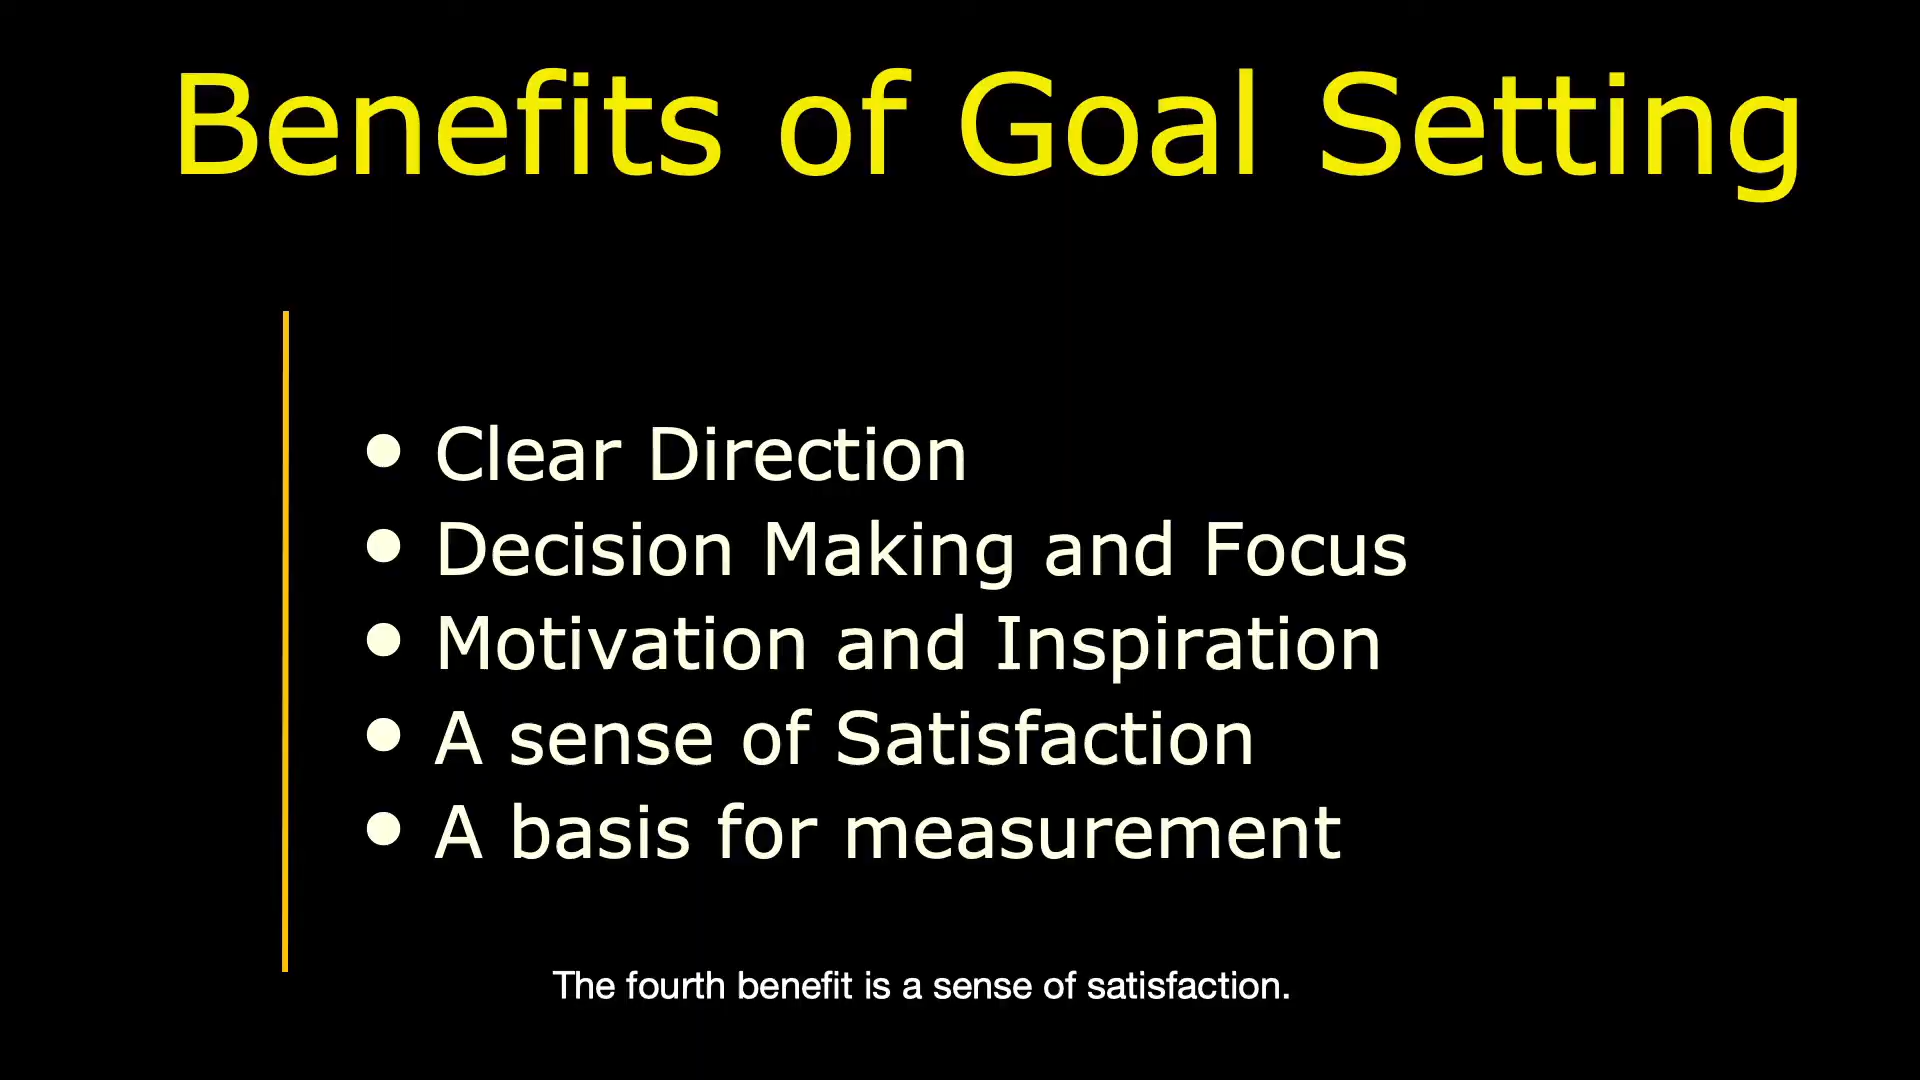 Benefits of Goal Setting
• Clear Direction
• Decision Making and Focus
• Motivation and Inspiration
• A sense of Satisfaction
• A basis for measurement
The fourth benefit is a sense of satisfaction.